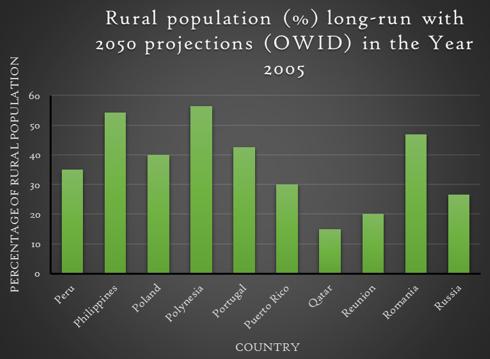 Rural population (%) long-run with
2050 projections (OWID) in the Year
2005
PERCENTAGE OF RURAL POPULATION
60
50
40
30
20
10
0
Peru
Philippines
Poland
Polynesia
Portugal
Puerto Rico
Qatar
Reunion
Romania
Russia
COUNTRY